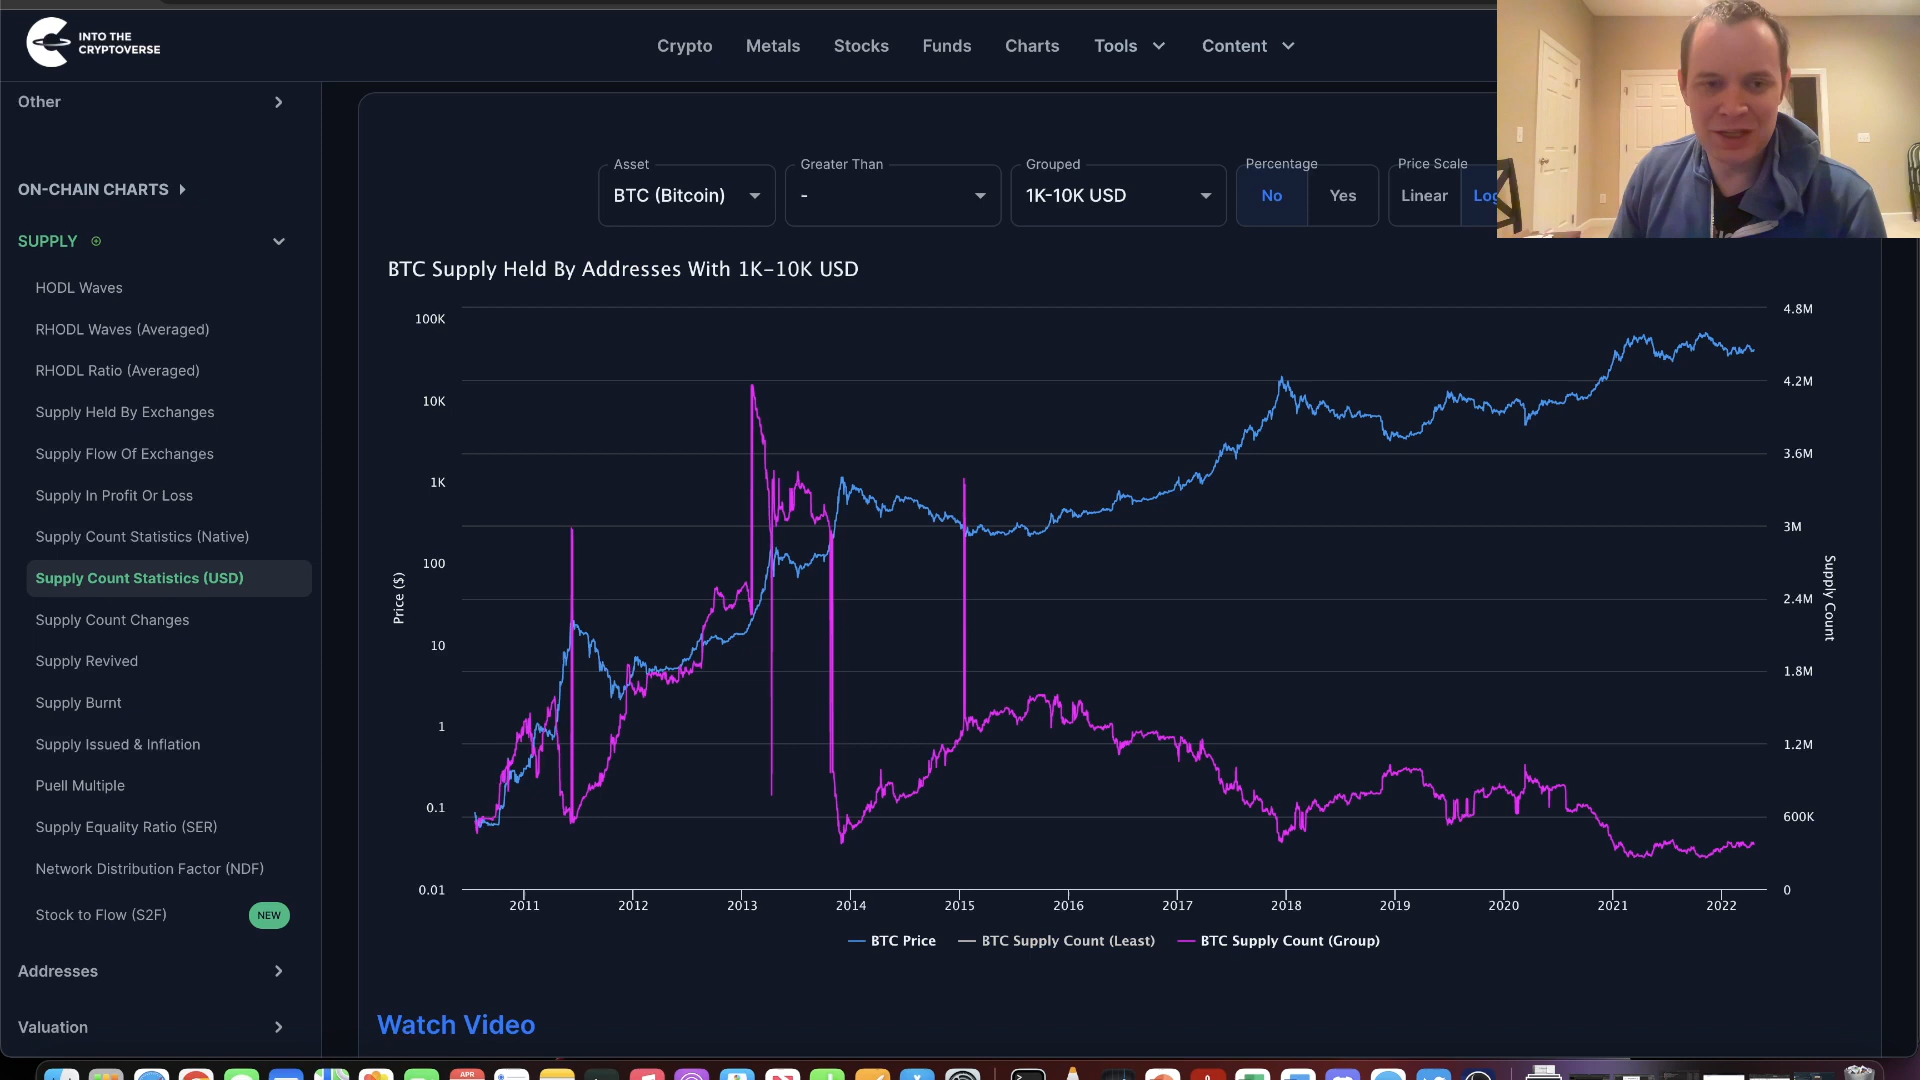 INTO THE
CRYPTOVERSE
Crypto Metals Stocks Funds Charts Tools Content
Other
ON-CHAIN CHARTS
SUPPLY
HODL Waves
RHODL Waves (Averaged)
RHODL Ratio (Averaged)
Supply Held By Exchanges
Supply Flow Of Exchanges
Supply In Profit Or Loss
Supply Count Statistics (Native)
Supply Count Statistics (USD)
Supply Count Changes
Supply Revived
Supply Burnt
Supply Issued & Inflation
Puell Multiple
Supply Equality Ratio (SER)
Network Distribution Factor (NDF)
Stock to Flow (S2F) NEW
Addresses
Valuation
Asset Greater Than Grouped Percentage Price Scale
BTC (Bitcoin) - 1K-10K USD No Yes Linear Log
BTC Supply Held By Addresses With 1K-10K USD
100K
10K
1K
100
10
1
0.1
0.01
Price ($)
4.8M
4.2M
3.6M
3M
2.4M
1.8M
1.2M
600K
0
Supply Count
2011 2012 2013 2014 2015 2016 2017 2018 2019 2020 2021 2022
BTC Price BTC Supply Count (Least) BTC Supply Count (Group)
Watch Video
APR